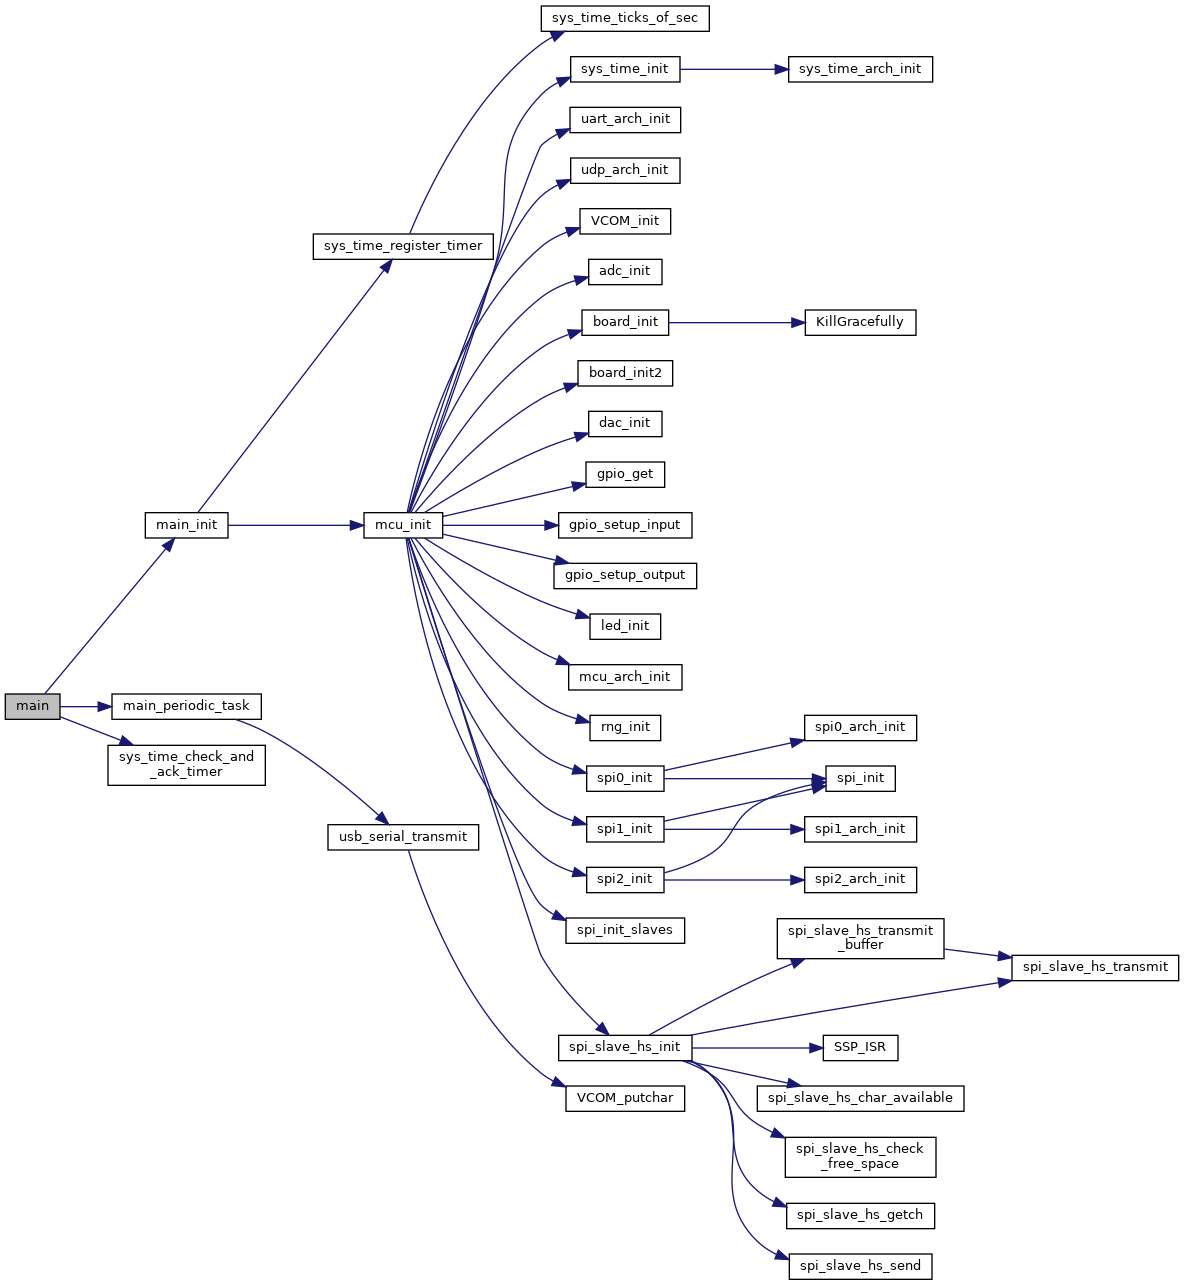 sys_time_ticks_of_sec
sys_time_init
sys_time_arch_init
uart_arch_init
udp_arch_init
VCOM_init
sys_time_register_timer
adc_init
board_init
KillGracefully
board_init2
dac_init
gpio_get
main_init
mcu_init
gpio_setup_input
gpio_setup_output
led_init
mcu_arch_init
main
main_periodic_task
rng_init
spi0_arch_init
sys_time_check_and
_ack_timer
spi0_init
spi_init
usb_serial_transmit
spi1_init
spi1_arch_init
spi2_init
spi2_arch_init
spi_init_slaves
spi_slave_hs_transmit
_buffer
spi_slave_hs_transmit
spi_slave_hs_init
SSP_ISR
VCOM_putchar
spi_slave_hs_char_available
spi_slave_hs_check
_free_space
spi_slave_hs_getch
spi_slave_hs_send